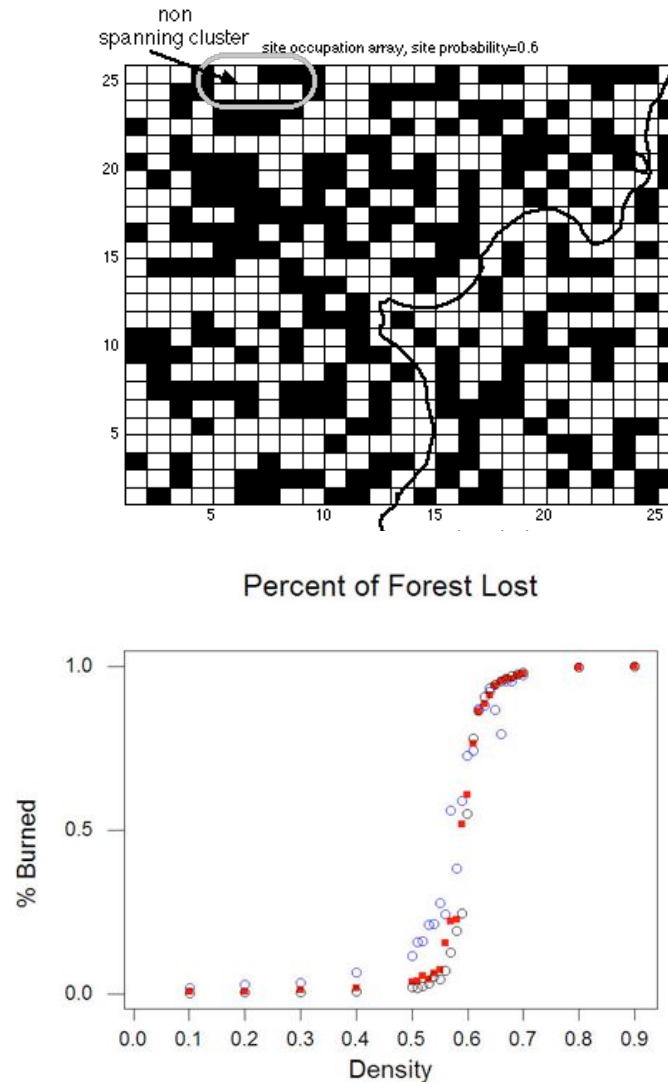 non
spanning cluster
site occupation array, site probability=0.6
25
20
15
10
5
5 10 15 20 25
Percent of Forest Lost
1.0
0.5
0.0
% Burned
0.0 0.1 0.2 0.3 0.4 0.5 0.6 0.7 0.8 0.9
Density